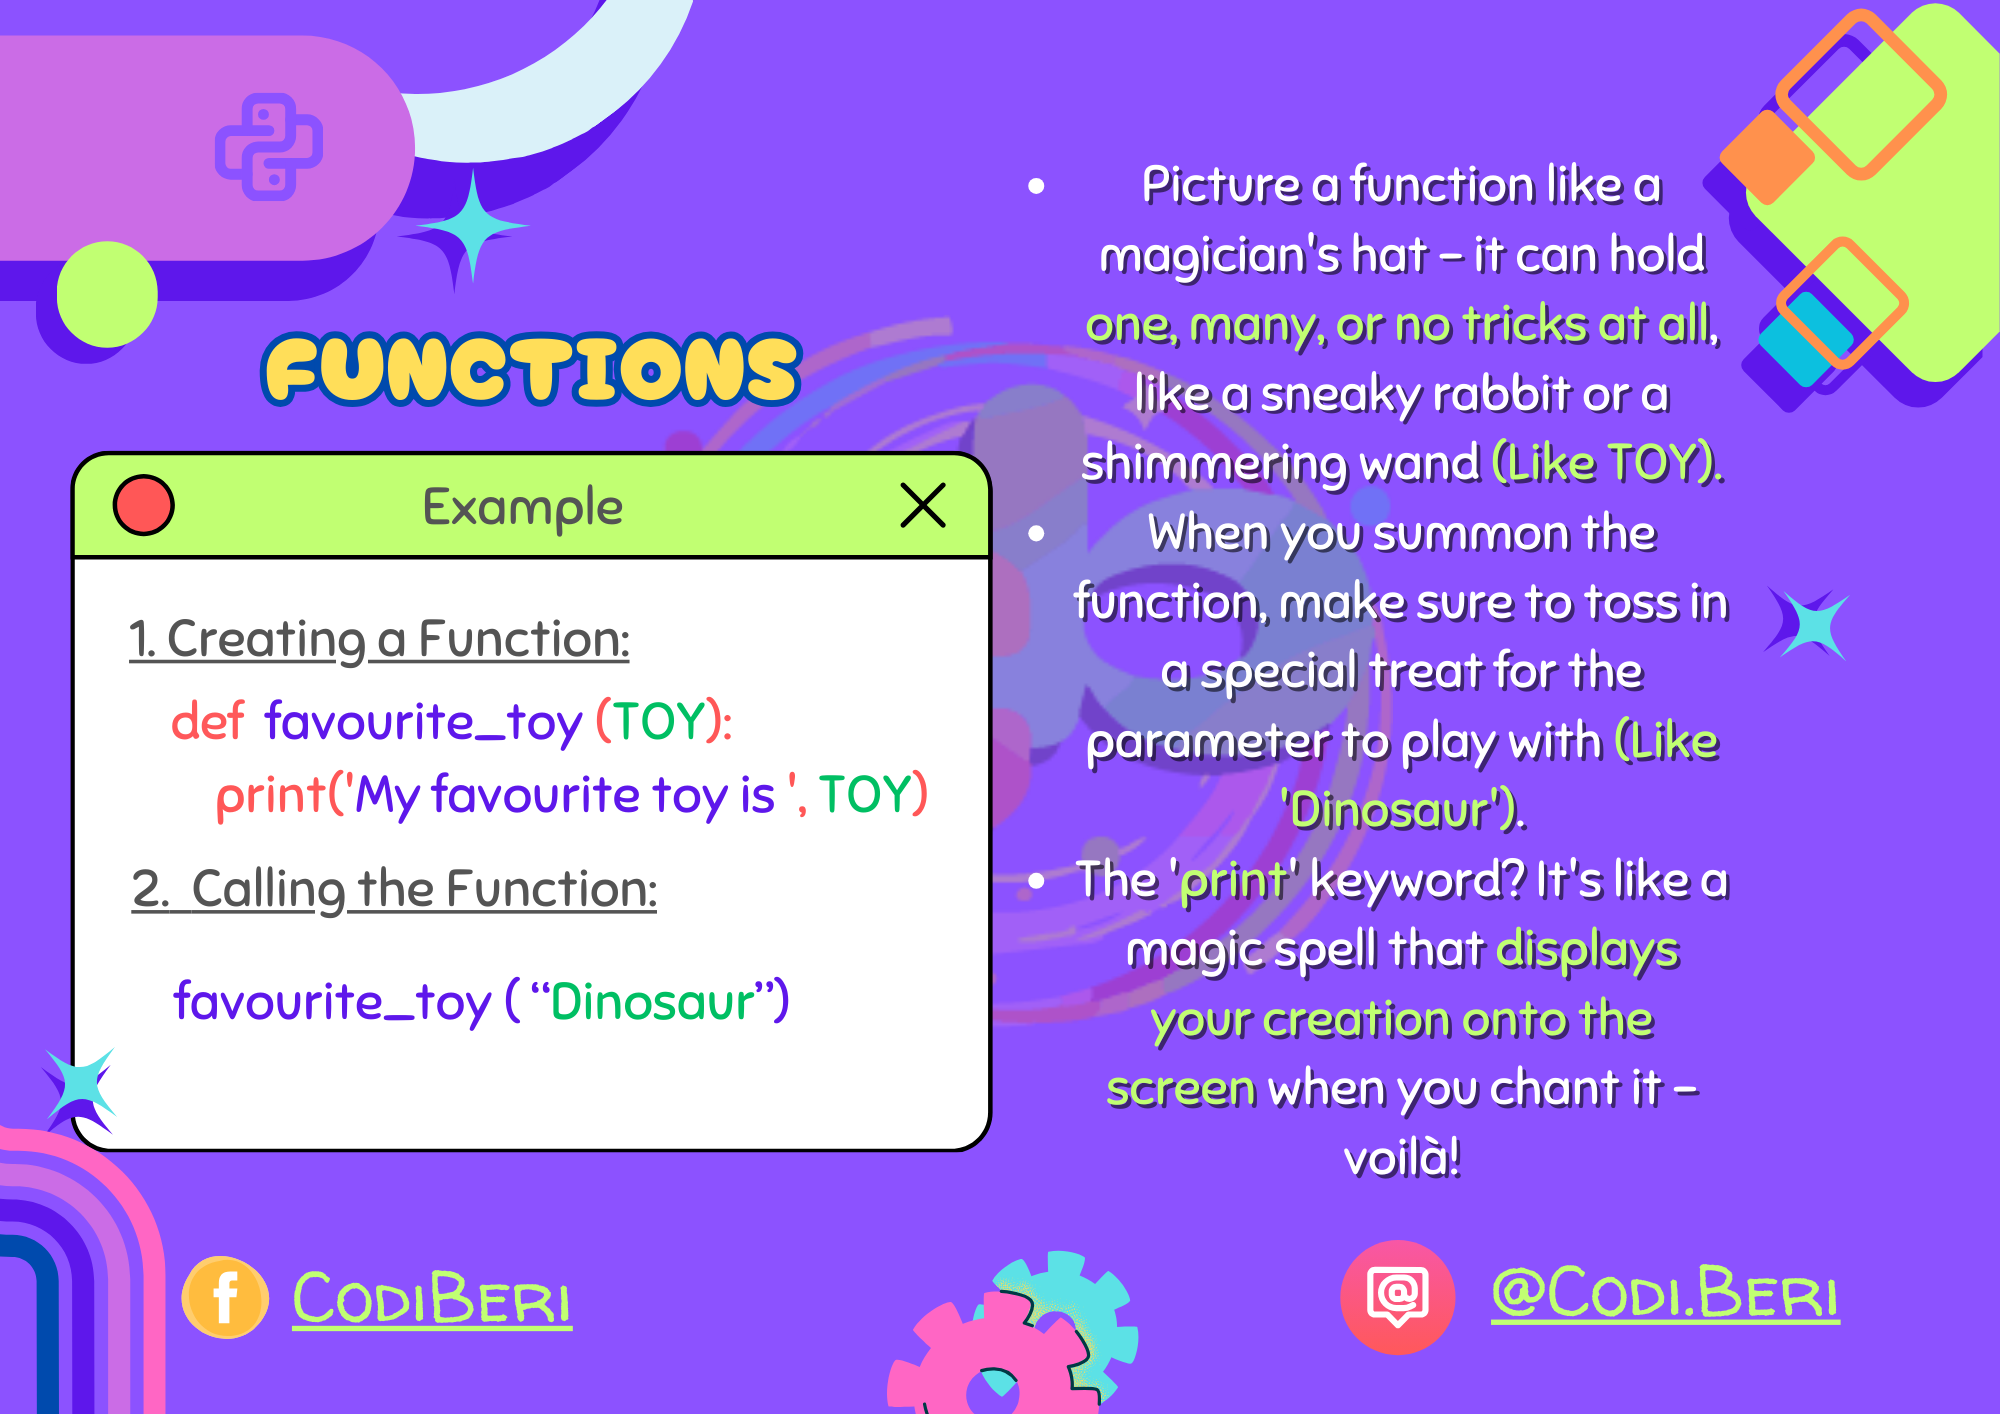 FUNCTIONS
Example
1. Creating a Function:
def favourite_toy (TOY):
print('My favourite toy is ', TOY)
2. Calling the Function:
favourite_toy ( “Dinosaur”)
• Picture a function like a
magician's hat – it can hold
one, many, or no tricks at all,
like a sneaky rabbit or a
shimmering wand (Like TOY).
• When you summon the
function, make sure to toss in
a special treat for the
parameter to play with (Like
'Dinosaur').
• The 'print' keyword? It's like a
magic spell that displays
your creation onto the
screen when you chant it –
voilà!
f CodiBeri
@ @Codi.Beri